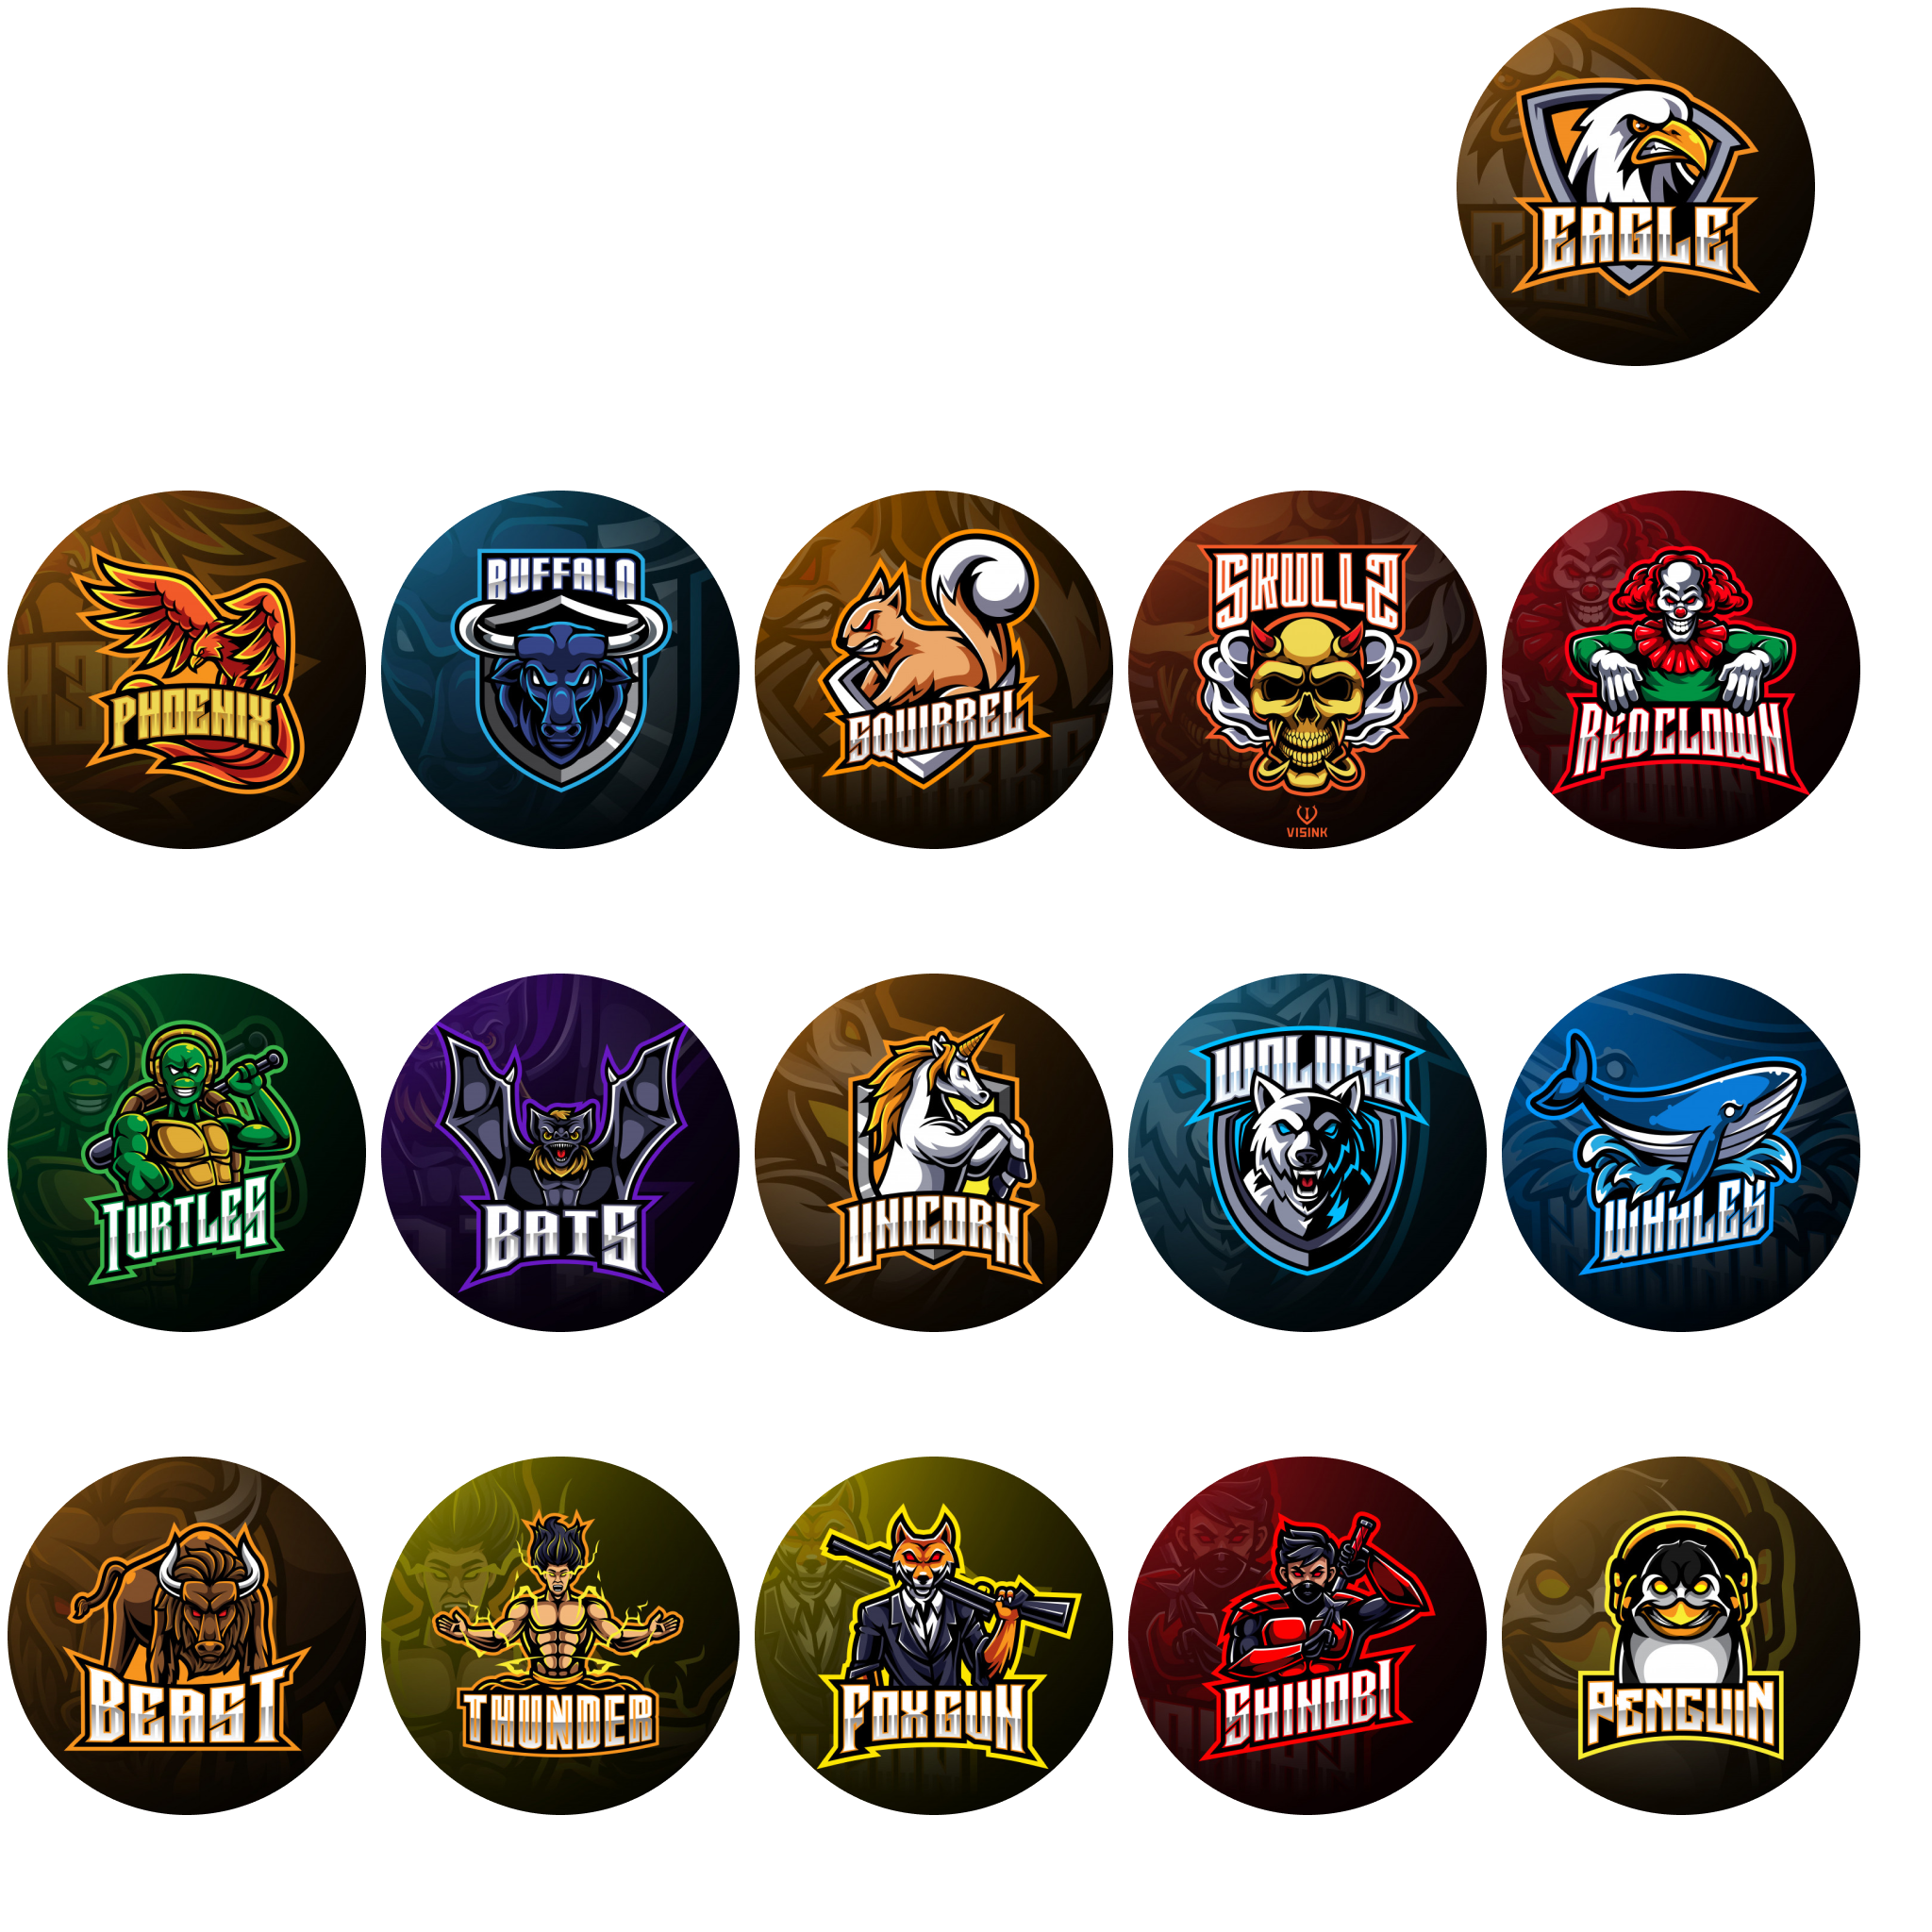 EAGLE
PHOENIX
BUFFALO
SQUIRREL
SKULLZ
VISINK
REDCLOWN
TURTLES
BATS
UNICORN
WOLVES
WHALES
BEAST
THUNDER
FOXGUN
SHINOBI
PENGUIN